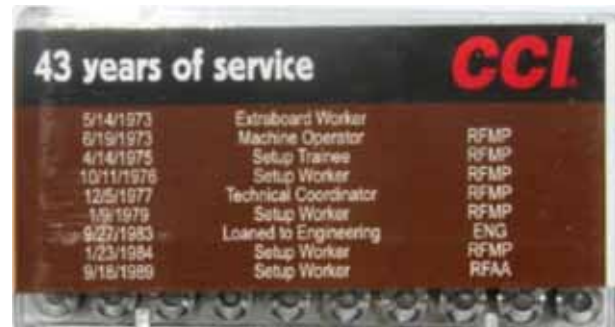 43 years of service CCI
5/14/1973 Extraboard Worker
6/19/1973 Machine Operator RFMP
4/14/1975 Setup Trainee RFMP
10/11/1976 Setup Worker RFMP
12/5/1977 Technical Coordinator RFMP
1/9/1979 Setup Worker RFMP
9/27/1983 Loaned to Engineering ENG
1/23/1984 Setup Worker RFMP
9/18/1989 Setup Worker RFAA